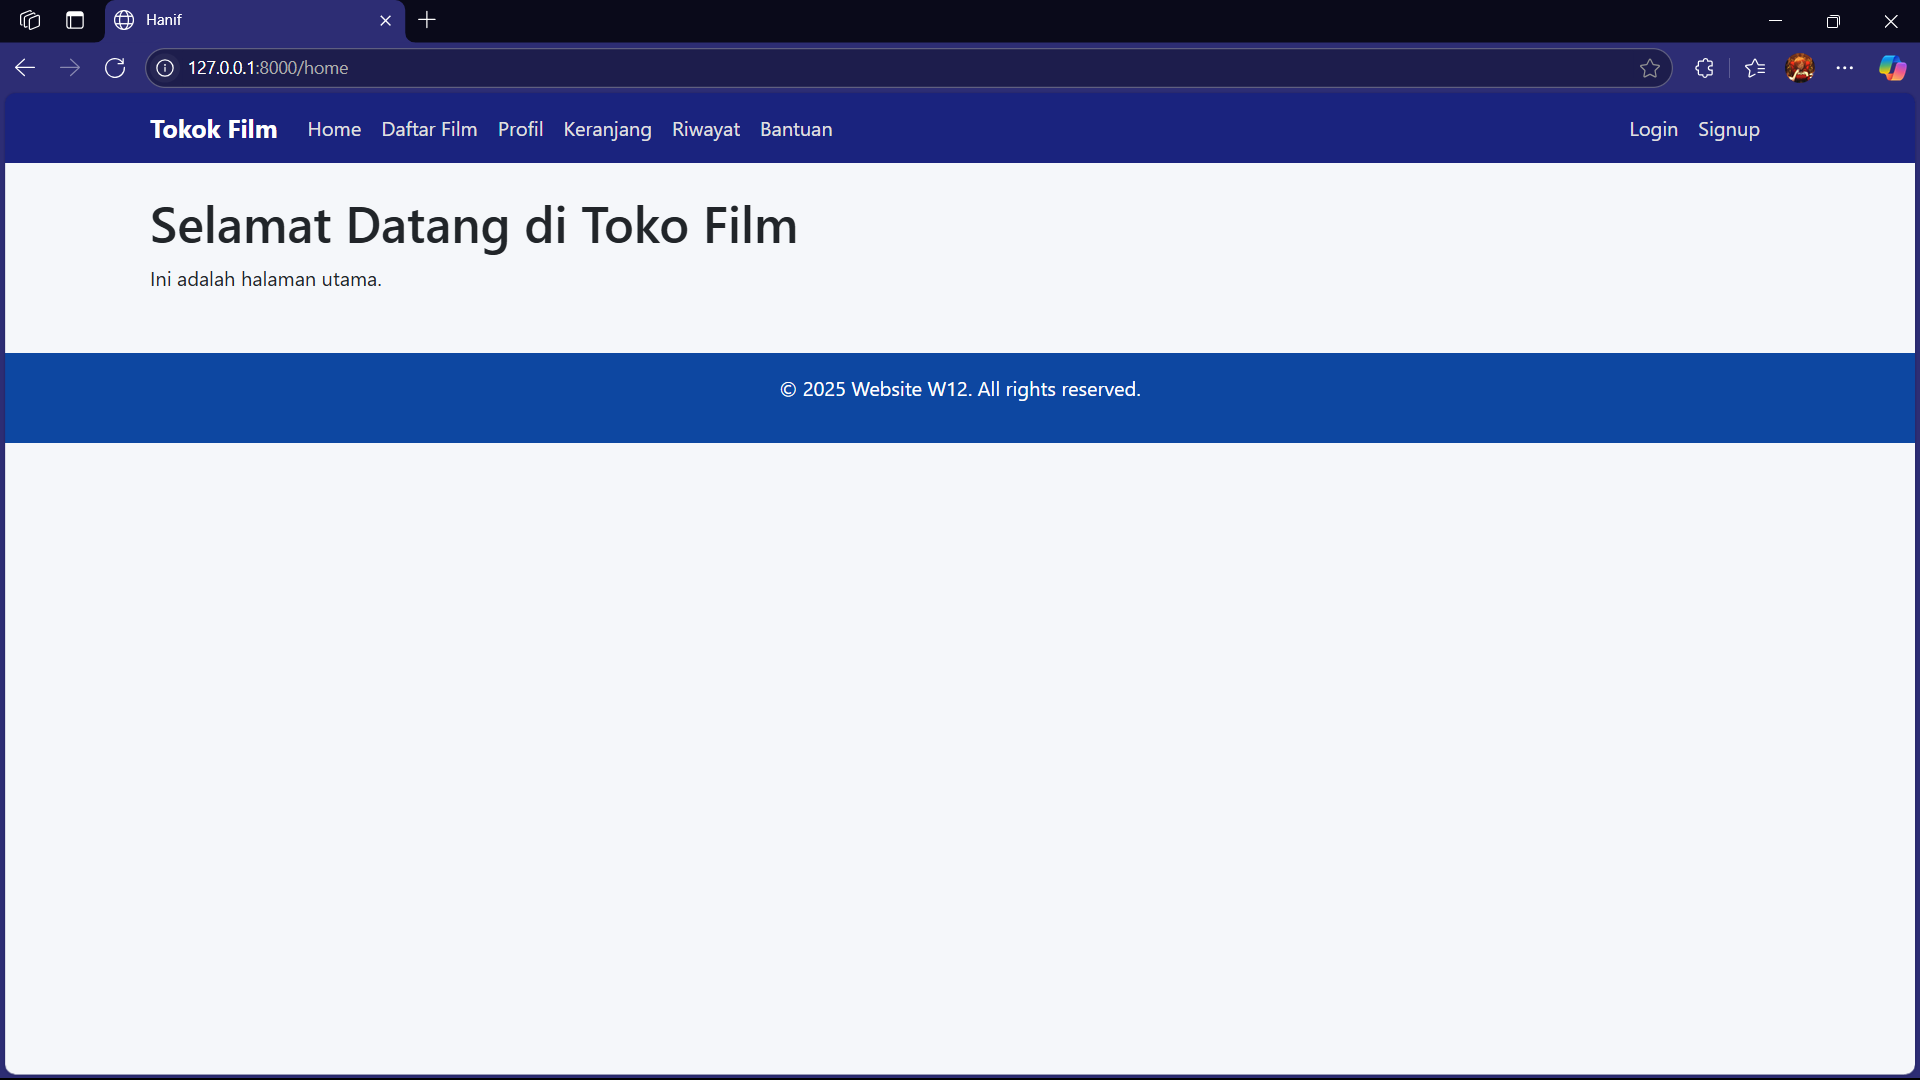 Hanif
127.0.0.1:8000/home
Tokok Film Home Daftar Film Profil Keranjang Riwayat Bantuan Login Signup
Selamat Datang di Toko Film
Ini adalah halaman utama.
© 2025 Website W12. All rights reserved.